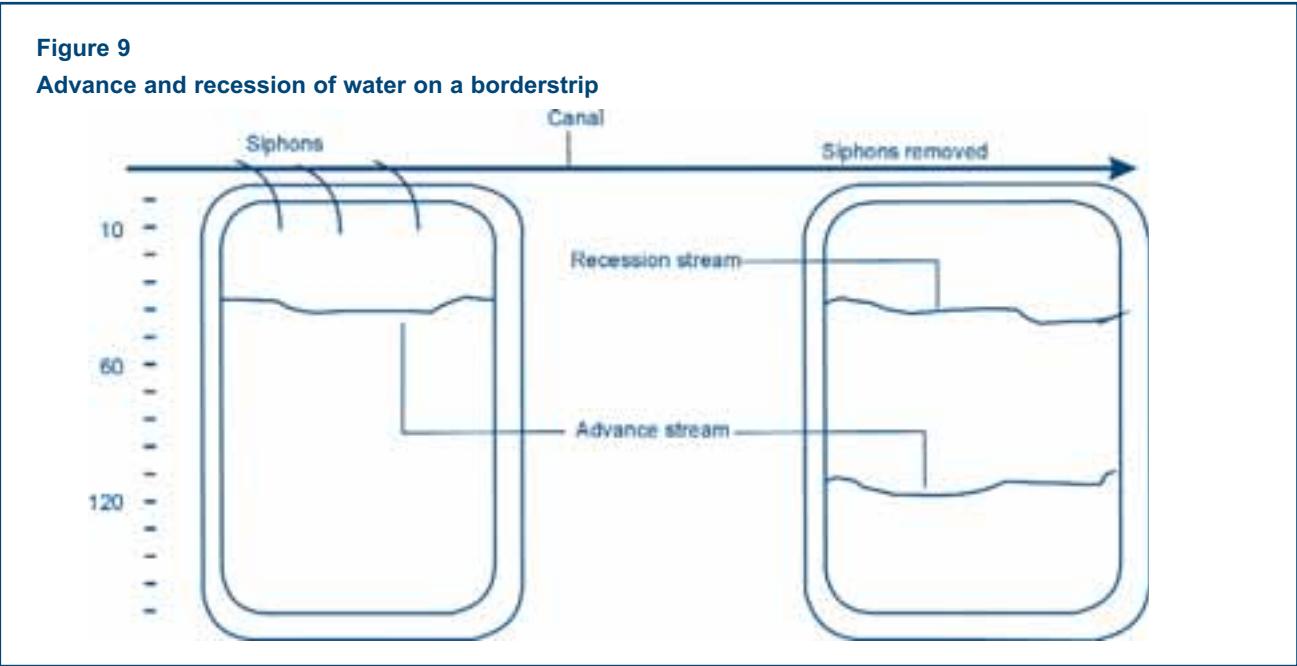 Figure 9
Advance and recession of water on a borderstrip
Canal
Siphons
Siphons removed
10
Recession stream
60
Advance stream
120